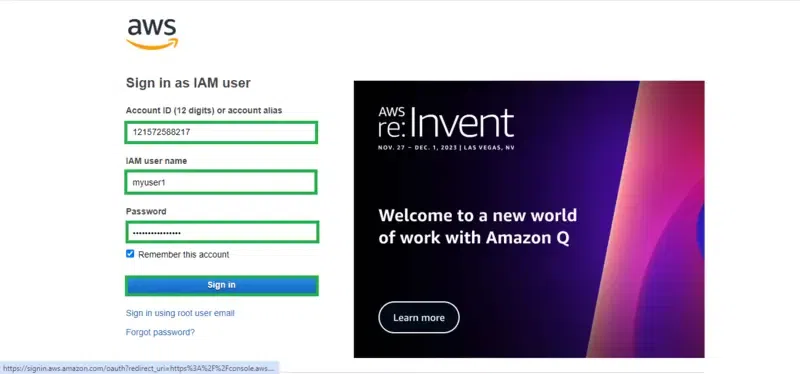 aws
Sign in as IAM user
Account ID (12 digits) or account alias
121572588217
IAM user name
myuser1
Password
••••••••••••••••
Remember this account
Sign in
Sign in using root user email
Forgot password?
AWS
re:Invent
NOV. 27 – DEC. 1, 2023 | LAS VEGAS, NV
Welcome to a new world
of work with Amazon Q
Learn more
https://signin.aws.amazon.com/oauth?redirect_uri=https%3A%2F%2Fconsole.aws...